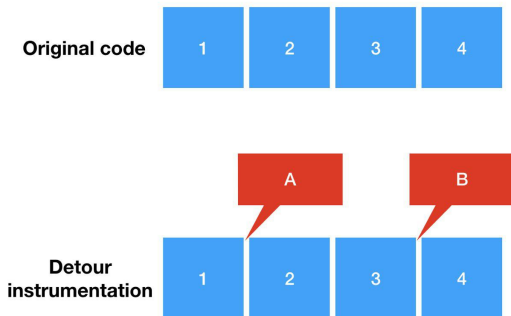 Original code
1 2 3 4
A B
Detour
instrumentation
1 2 3 4